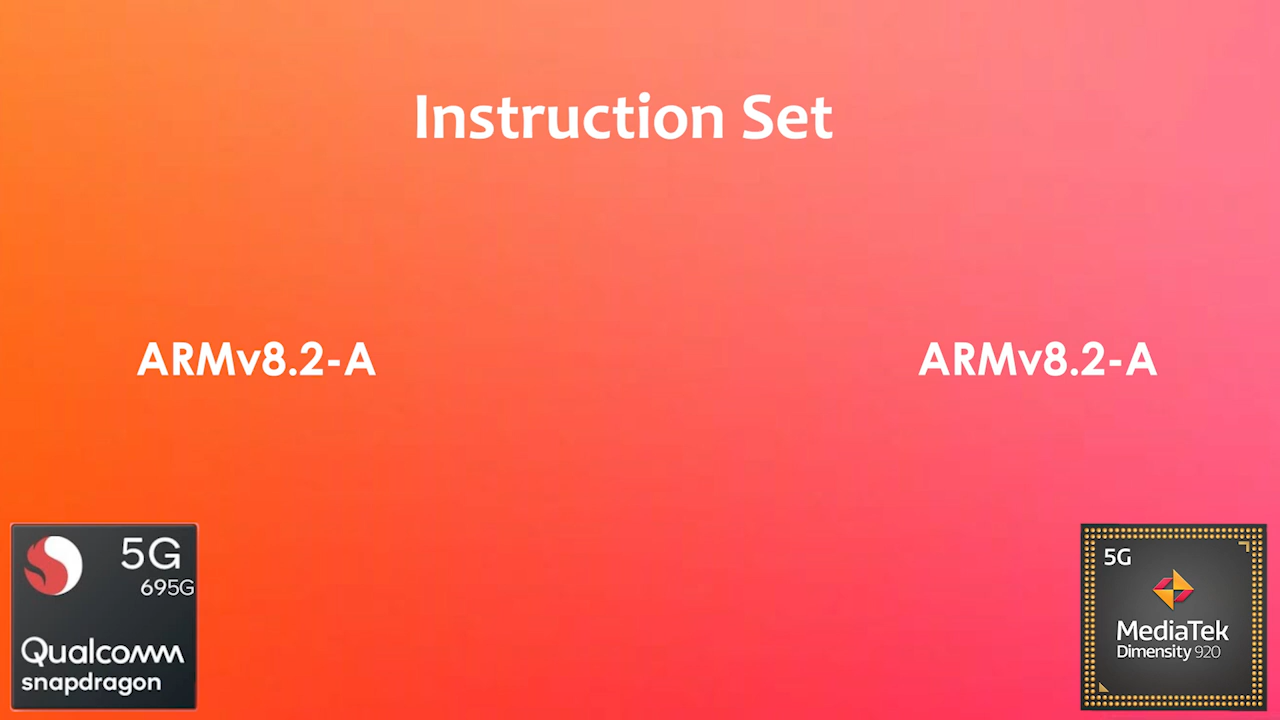 Instruction Set
ARMv8.2-A
ARMv8.2-A
5G
695G
Qualcomm
snapdragon
5G
MediaTek
Dimensity 920